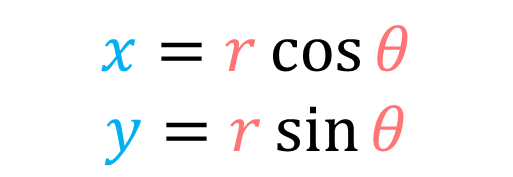 x = r cos θ
y = r sin θ